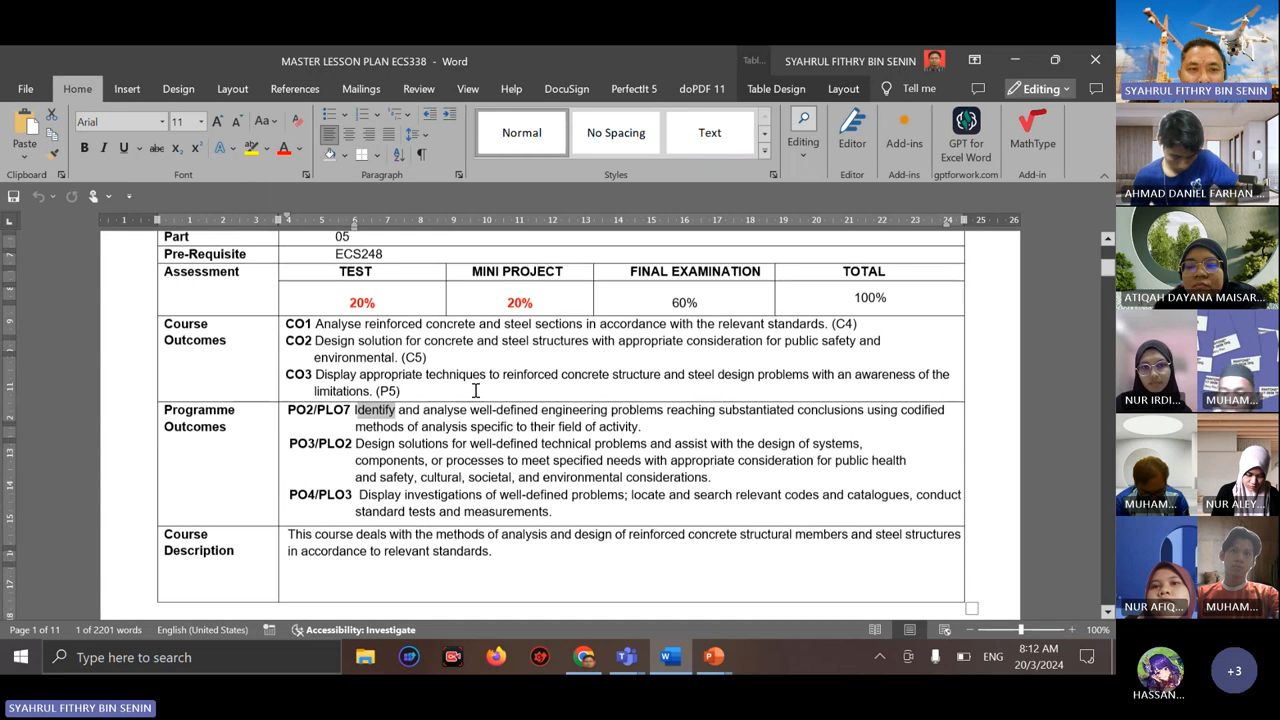 MASTER LESSON PLAN ECS338 - Word
Tabl...
SYAHRUL FITHRY BIN SENIN
File Home Insert Design Layout References Mailings Review View Help DocuSign PerfectIt 5 doPDF 11 Table Design Layout Tell me Editing
Paste
Arial 11
Normal No Spacing Text
Editing Editor Add-ins GPT for Excel Word MathType
gptforwork.com
Clipboard Font Paragraph Styles Editor Add-ins Add-in
Part 05
Pre-Requisite ECS248
Assessment TEST MINI PROJECT FINAL EXAMINATION TOTAL
20% 20% 60% 100%
Course Outcomes
CO1 Analyse reinforced concrete and steel sections in accordance with the relevant standards. (C4)
CO2 Design solution for concrete and steel structures with appropriate consideration for public safety and
environmental. (C5)
CO3 Display appropriate techniques to reinforced concrete structure and steel design problems with an awareness of the
limitations. (P5)
Programme Outcomes
PO2/PLO7 Identify and analyse well-defined engineering problems reaching substantiated conclusions using codified
methods of analysis specific to their field of activity.
PO3/PLO2 Design solutions for well-defined technical problems and assist with the design of systems,
components, or processes to meet specified needs with appropriate consideration for public health
and safety, cultural, societal, and environmental considerations.
PO4/PLO3 Display investigations of well-defined problems; locate and search relevant codes and catalogues, conduct
standard tests and measurements.
Course Description
This course deals with the methods of analysis and design of reinforced concrete structural members and steel structures
in accordance to relevant standards.
Page 1 of 11 1 of 2201 words English (United States) Accessibility: Investigate 100%
Type here to search
ENG 8:12 AM
20/3/2024
SYAHRUL FITHRY BIN SENIN
SYAHRUL FITHRY BIN SENIN
AHMAD DANIEL FARHAN ...
ATIQAH DAYANA MAISAR...
NUR IRDI... MUHAM...
MUHAM... NUR ALEY...
NUR AFIQ... MUHAM...
HASSAN... +3